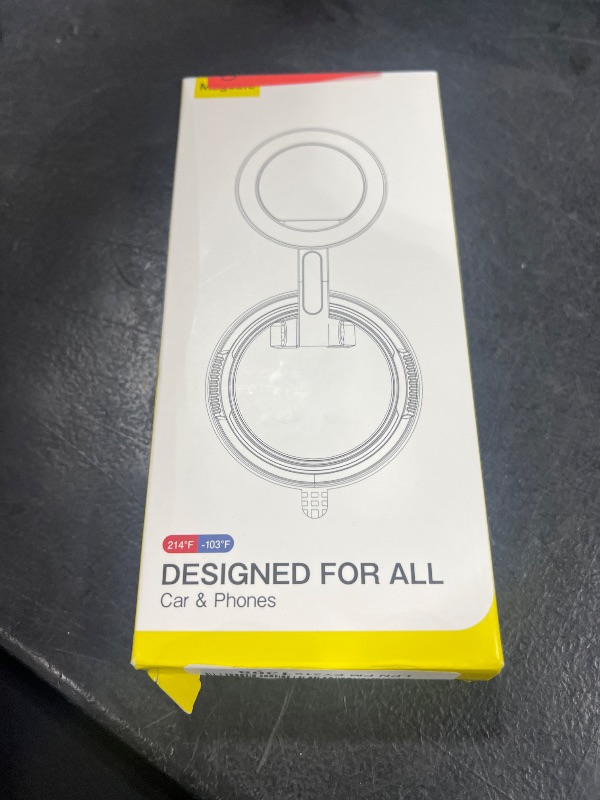 214°F -103°F
DESIGNED FOR ALL
Car & Phones